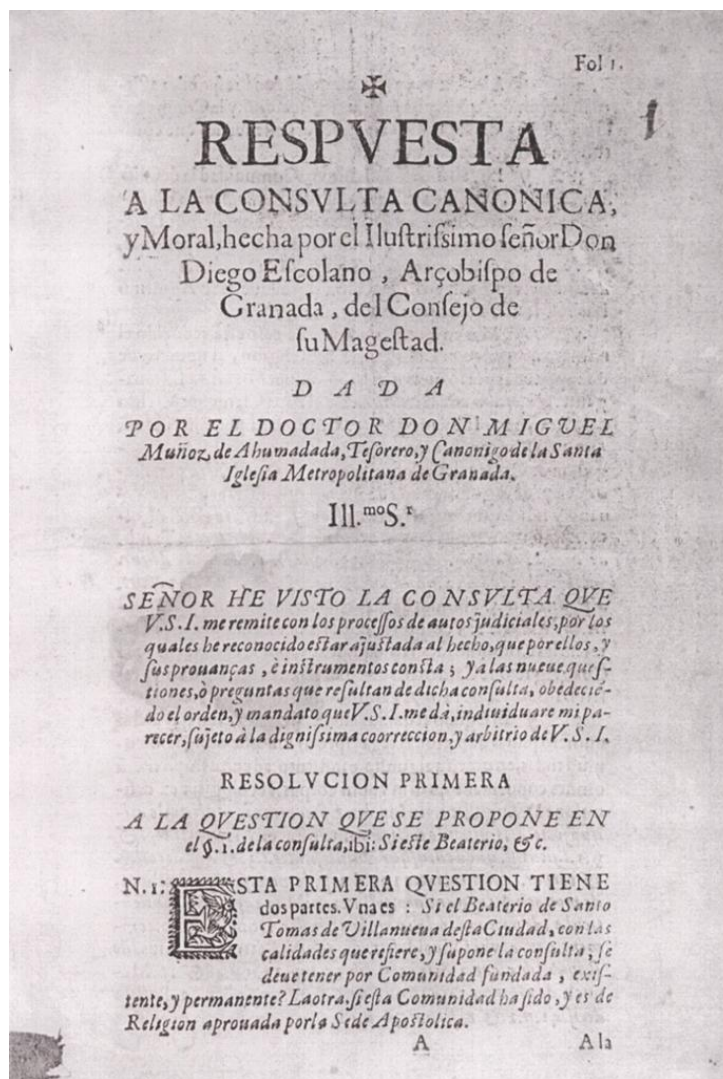 Fol 1.
1
✠
RESPVESTA
A LA CONSVLTA CANONICA,
y Moral, hecha por el Ilustrissimo señor Don
Diego Escolano, Arçobispo de
Granada, del Consejo de
su Magestad.
DADA
POR EL DOCTOR DON MIGVEL
Muñoz de Ahumadada, Tesorero, y Canonigo de la Santa
Iglesia Metropolitana de Granada.
Ill.mo S.r
SEÑOR HE VISTO LA CONSVLTA QVE
V.S.I. me remite con los processos de autos judiciales, por los
quales he reconocido estar ajustada al hecho, que por ellos, y
sus prouanças, è instrumentos consta; y a las nueue ques-
tiones, ò preguntas que resultan de dicha consulta, obedeciẽ-
do el orden, y mandato que V.S.I. me dà, indiuiduare mi pa-
recer, sujeto à la dignissima coorreccion, y arbitrio de V.S.I.
RESOLVCION PRIMERA
A LA QVESTION QVE SE PROPONE EN
el §. 1. de la consulta, ibi: Si este Beaterio, &c.
N. 1: ESTA PRIMERA QVESTION TIENE
dos partes. Vna es: Si el Beaterio de Santo
Tomas de Villanueua desta Ciudad, con las
calidades que refiere, y supone la consulta, se
deue tener por Comunidad fundada, exis-
tente, y permanente? La otra. si esta Comunidad ha sido, y es de
Religion aprouada por la Sede Apostolica.
A
A la